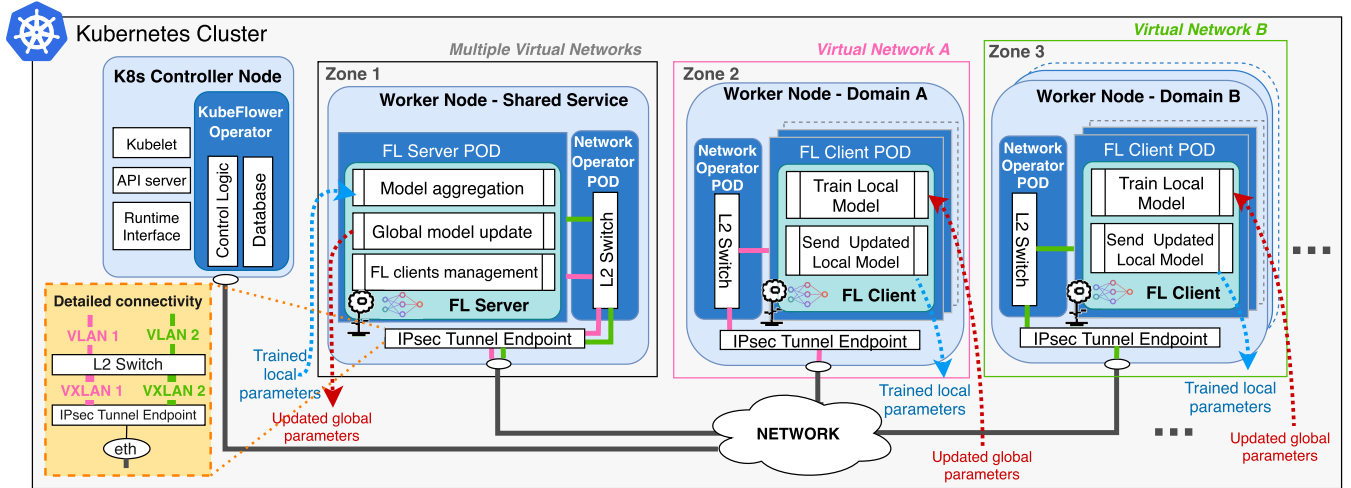 Kubernetes Cluster
K8s Controller Node
KubeFlower
Operator
Kubelet
API server
Runtime
Interface
Control Logic
Database
Detailed connectivity
VLAN 1
VLAN 2
L2 Switch
VXLAN 1
VXLAN 2
IPsec Tunnel Endpoint
eth
Multiple Virtual Networks
Zone 1
Worker Node - Shared Service
FL Server POD
Model aggregation
Global model update
FL clients management
FL Server
Network
Operator
POD
L2 Switch
IPsec Tunnel Endpoint
Trained
local
parameters
Updated global
parameters
Virtual Network A
Zone 2
Worker Node - Domain A
Network
Operator
POD
L2 Switch
FL Client POD
Train Local
Model
Send Updated
Local Model
FL Client
IPsec Tunnel Endpoint
Trained local
parameters
Updated global
parameters
NETWORK
Virtual Network B
Zone 3
Worker Node - Domain B
Network
Operator
POD
L2 Switch
FL Client POD
Train Local
Model
Send Updated
Local Model
FL Client
IPsec Tunnel Endpoint
Trained local
parameters
Updated global
parameters